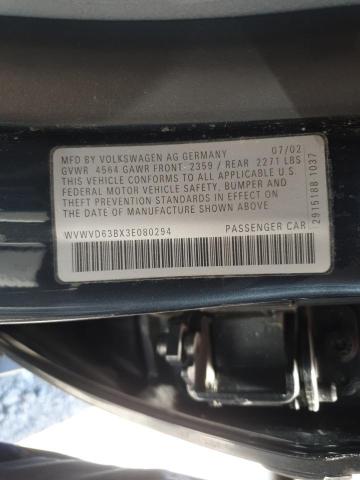 MFD BY VOLKSWAGEN AG GERMANY 07/02
GVWR 4564 GAWR FRONT: 2359 / REAR 2271 LBS
THIS VEHICLE CONFORMS TO ALL APPLICABLE U.S.
FEDERAL MOTOR VEHICLE SAFETY, BUMPER AND
THEFT PREVENTION STANDARDS IN EFFECT ON THE
DATE OF MANUFACTURE SHOWN ABOVE.
WVWVD63BX3E080294 PASSENGER CAR
2915188 1037